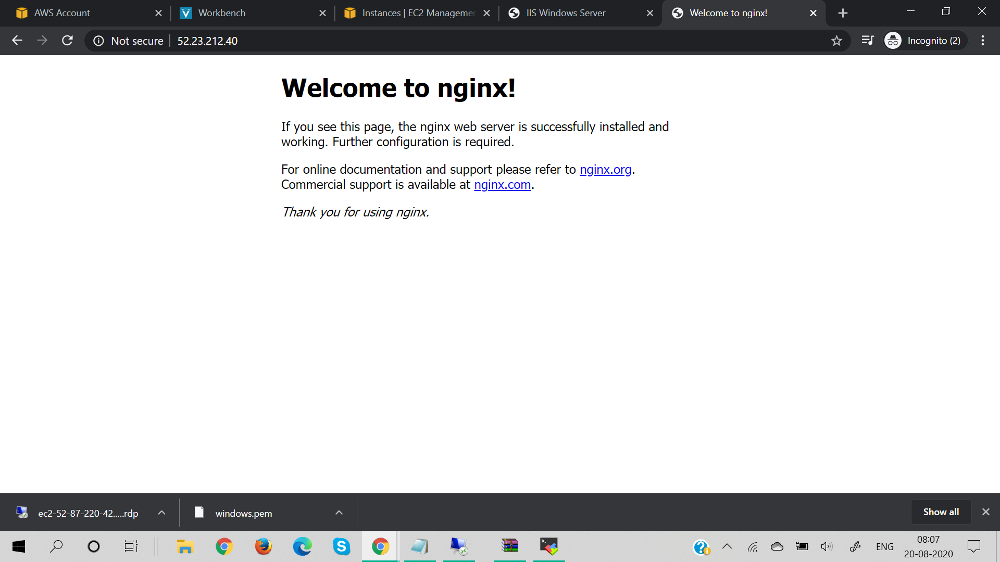 AWS Account
Workbench
Instances | EC2 Managemen
IIS Windows Server
Welcome to nginx!
Not secure
52.23.212.40
Incognito (2)
Welcome to nginx!
If you see this page, the nginx web server is successfully installed and
working. Further configuration is required.
For online documentation and support please refer to nginx.org.
Commercial support is available at nginx.com.
Thank you for using nginx.
ec2-52-87-220-42.....rdp
windows.pem
Show all
ENG
08:07
20-08-2020